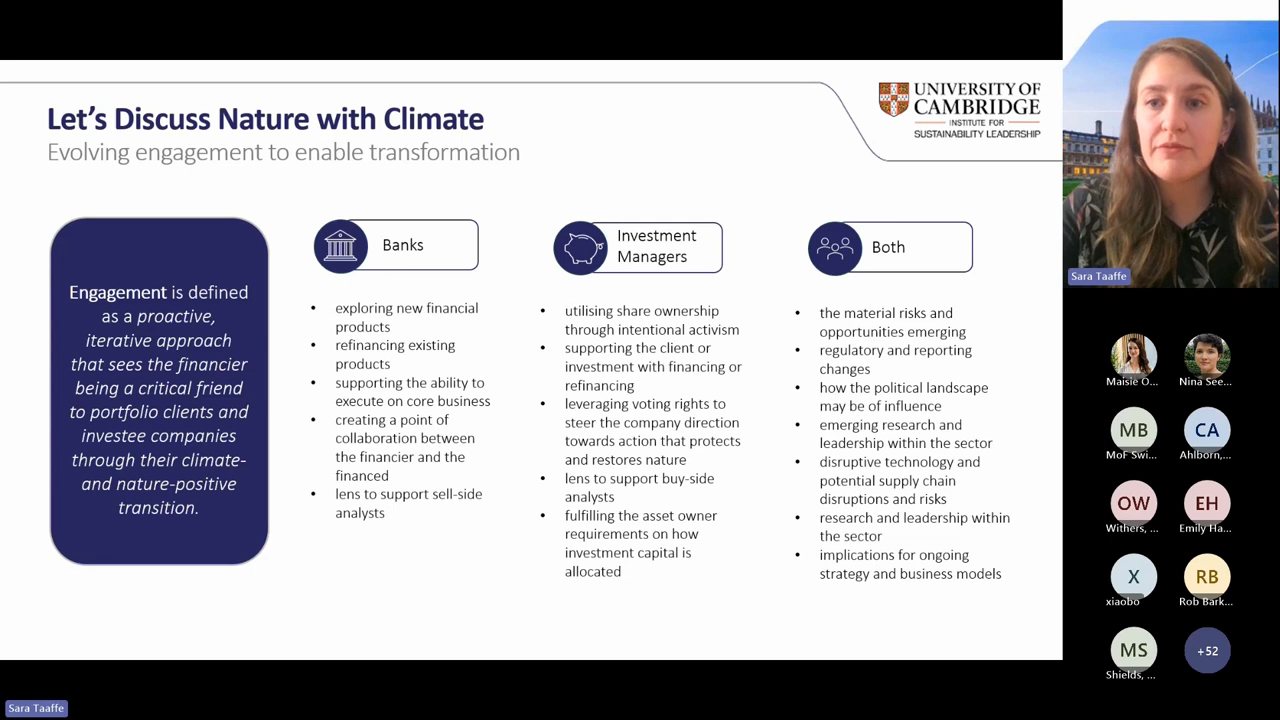 Let's Discuss Nature with Climate
Evolving engagement to enable transformation
UNIVERSITY OF
CAMBRIDGE
INSTITUTE FOR
SUSTAINABILITY LEADERSHIP
Engagement is defined
as a proactive,
iterative approach
that sees the financier
being a critical friend
to portfolio clients and
investee companies
through their climate-
and nature-positive
transition.
Banks
• exploring new financial
products
• refinancing existing
products
• supporting the ability to
execute on core business
• creating a point of
collaboration between
the financier and the
financed
• lens to support sell-side
analysts
Investment
Managers
• utilising share ownership
through intentional activism
• supporting the client or
investment with financing or
refinancing
• leveraging voting rights to
steer the company direction
towards action that protects
and restores nature
• lens to support buy-side
analysts
• fulfilling the asset owner
requirements on how
investment capital is
allocated
Both
• the material risks and
opportunities emerging
• regulatory and reporting
changes
• how the political landscape
may be of influence
• emerging research and
leadership within the sector
• disruptive technology and
potential supply chain
disruptions and risks
• research and leadership within
the sector
• implications for ongoing
strategy and business models
Sara Taaffe
Maisie O...
Nina See...
MB
MoF Swi...
CA
Ahlborn,...
OW
Withers, ...
EH
Emily Ha...
X
xiaobo
RB
Rob Bark...
MS
Shields, ...
+52
Sara Taaffe